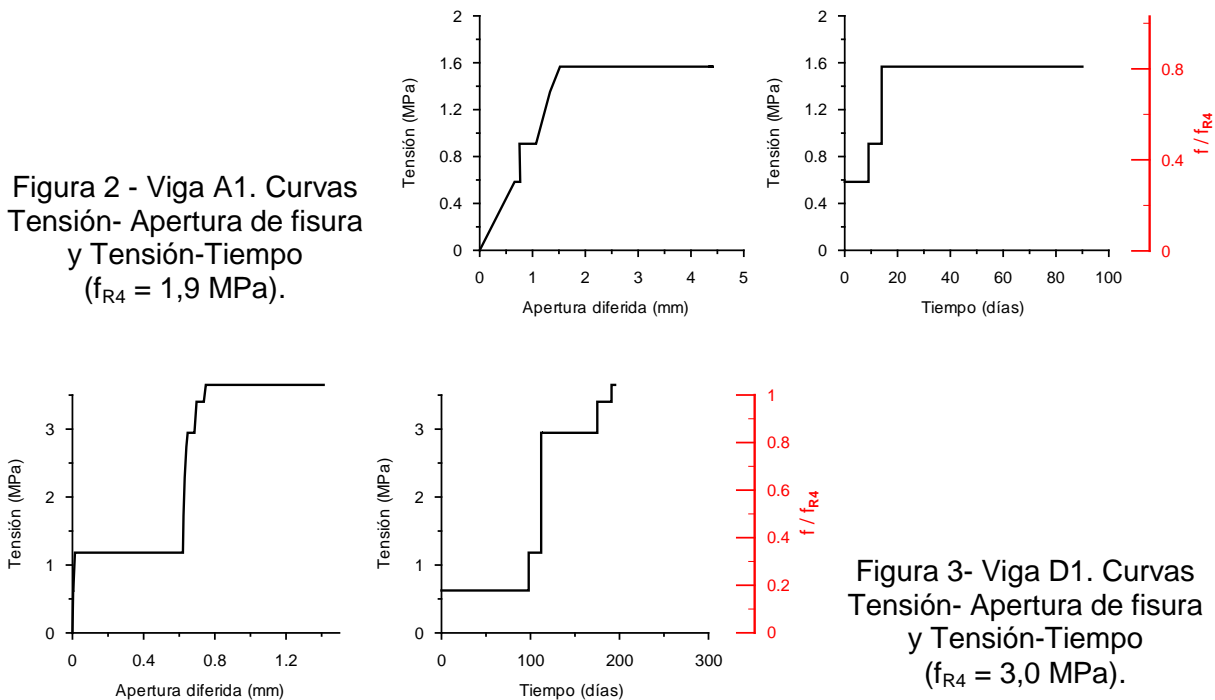 2
1.6
1.2
0.8
0.4
0
Tensión (MPa)
0 1 2 3 4 5
Apertura diferida (mm)
2
1.6
1.2
0.8
0.4
0
Tensión (MPa)
0 20 40 60 80 100
Tiempo (días)
0.8
0.4
0
f / fR4
Figura 2 - Viga A1. Curvas
Tensión- Apertura de fisura
y Tensión-Tiempo
(fR4 = 1,9 MPa).
3
2
1
0
Tensión (MPa)
0 0.4 0.8 1.2
Apertura diferida (mm)
3
2
1
0
Tensión (MPa)
0 100 200 300
Tiempo (días)
1
0.8
0.6
0.4
0.2
0
f / fR4
Figura 3- Viga D1. Curvas
Tensión- Apertura de fisura
y Tensión-Tiempo
(fR4 = 3,0 MPa).